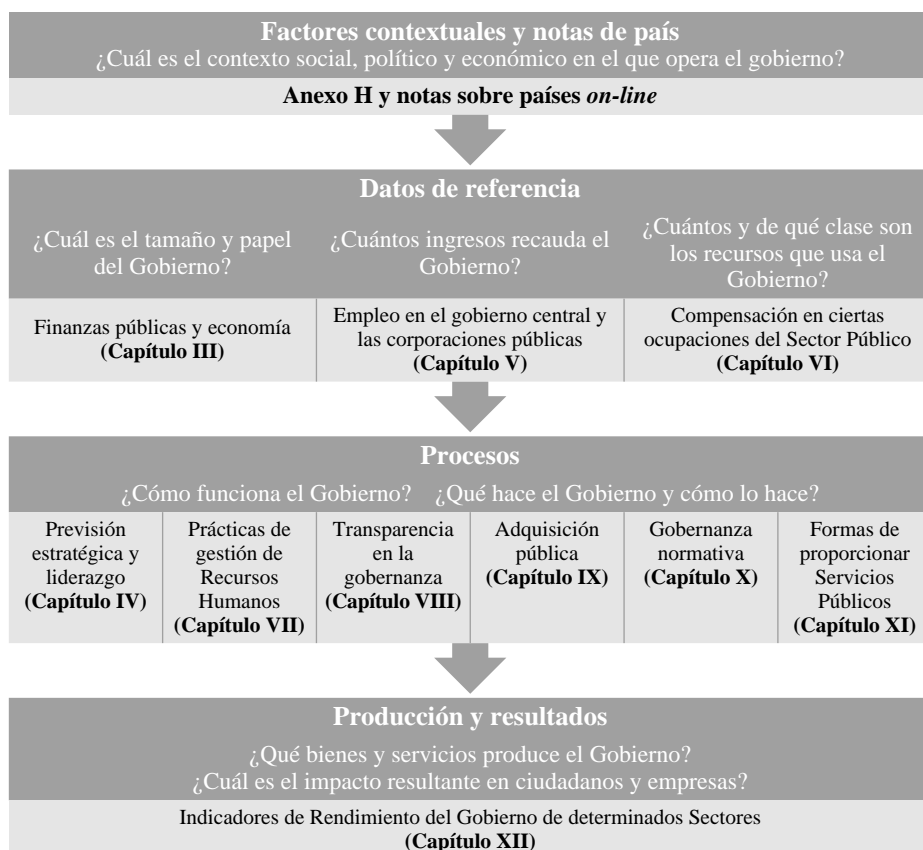 Factores contextuales y notas de país
¿Cuál es el contexto social, político y económico en el que opera el gobierno?
Anexo H y notas sobre países on-line
Datos de referencia
¿Cuál es el tamaño y papel
del Gobierno?
¿Cuántos ingresos recauda el
Gobierno?
¿Cuántos y de qué clase son
los recursos que usa el
Gobierno?
Finanzas públicas y economía
(Capítulo III)
Empleo en el gobierno central y
las corporaciones públicas
(Capítulo V)
Compensación en ciertas
ocupaciones del Sector Público
(Capítulo VI)
Procesos
¿Cómo funciona el Gobierno? ¿Qué hace el Gobierno y cómo lo hace?
Previsión
estratégica y
liderazgo
(Capítulo IV)
Prácticas de
gestión de
Recursos
Humanos
(Capítulo VII)
Transparencia
en la
gobernanza
(Capítulo VIII)
Adquisición
pública
(Capítulo IX)
Gobernanza
normativa
(Capítulo X)
Formas de
proporcionar
Servicios
Públicos
(Capítulo XI)
Producción y resultados
¿Qué bienes y servicios produce el Gobierno?
¿Cuál es el impacto resultante en ciudadanos y empresas?
Indicadores de Rendimiento del Gobierno de determinados Sectores
(Capítulo XII)